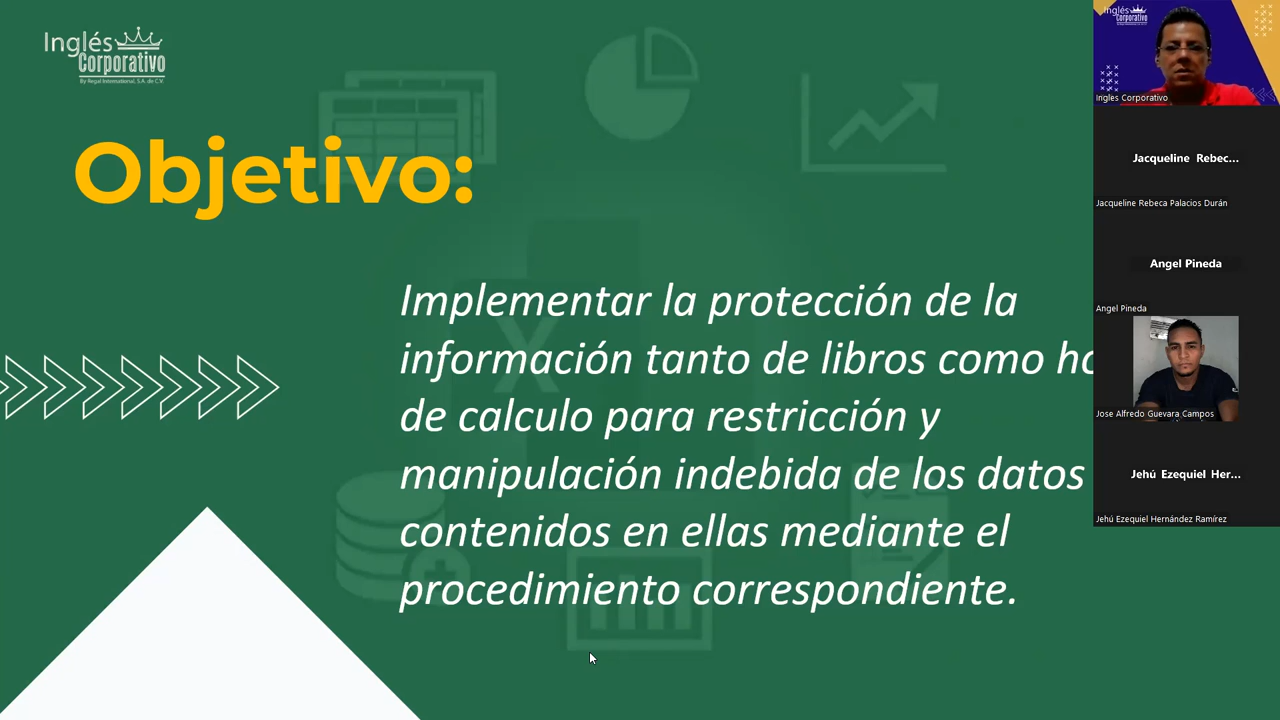 Inglés
Corporativo
By Regal International, S.A. de C.V.
Objetivo:
Implementar la protección de la
información tanto de libros como
de calculo para restricción y
manipulación indebida de los datos
contenidos en ellas mediante el
procedimiento correspondiente.
Inglés
Corporativo
Ingles Corporativo
Jacqueline Rebec...
Jacqueline Rebeca Palacios Durán
Angel Pineda
Angel Pineda
Jose Alfredo Guevara Campos
Jehú Ezequiel Her...
Jehú Ezequiel Hernández Ramírez